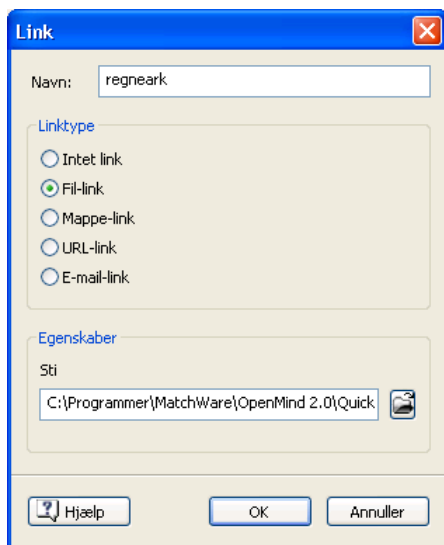 Link
Navn: regneark
Linktype
Intet link
Fil-link
Mappe-link
URL-link
E-mail-link
Egenskaber
Sti
C:\Programmer\MatchWare\OpenMind 2.0\Quick
Hjælp OK Annuller